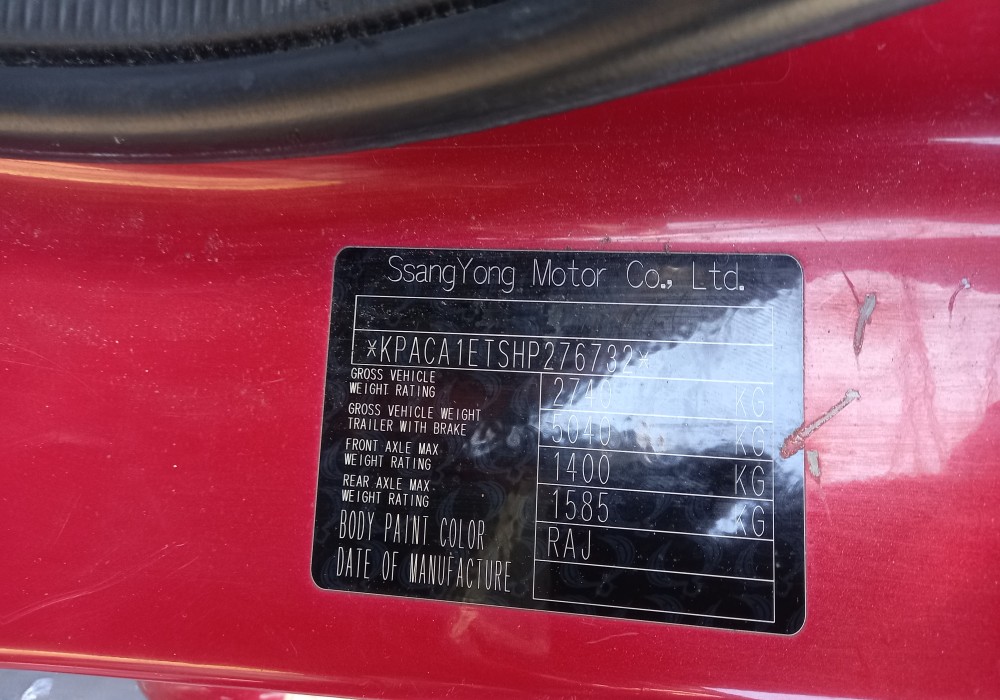 SsangYong Motor Co., Ltd.
*KPACA1ETSHP276732*
GROSS VEHICLE
WEIGHT RATING
2740 KG
GROSS VEHICLE WEIGHT
TRAILER WITH BRAKE
5040 KG
FRONT AXLE MAX
WEIGHT RATING
1400 KG
REAR AXLE MAX.
WEIGHT RATING
1585 KG
BODY PAINT COLOR
RAJ
DATE OF MANUFACTURE